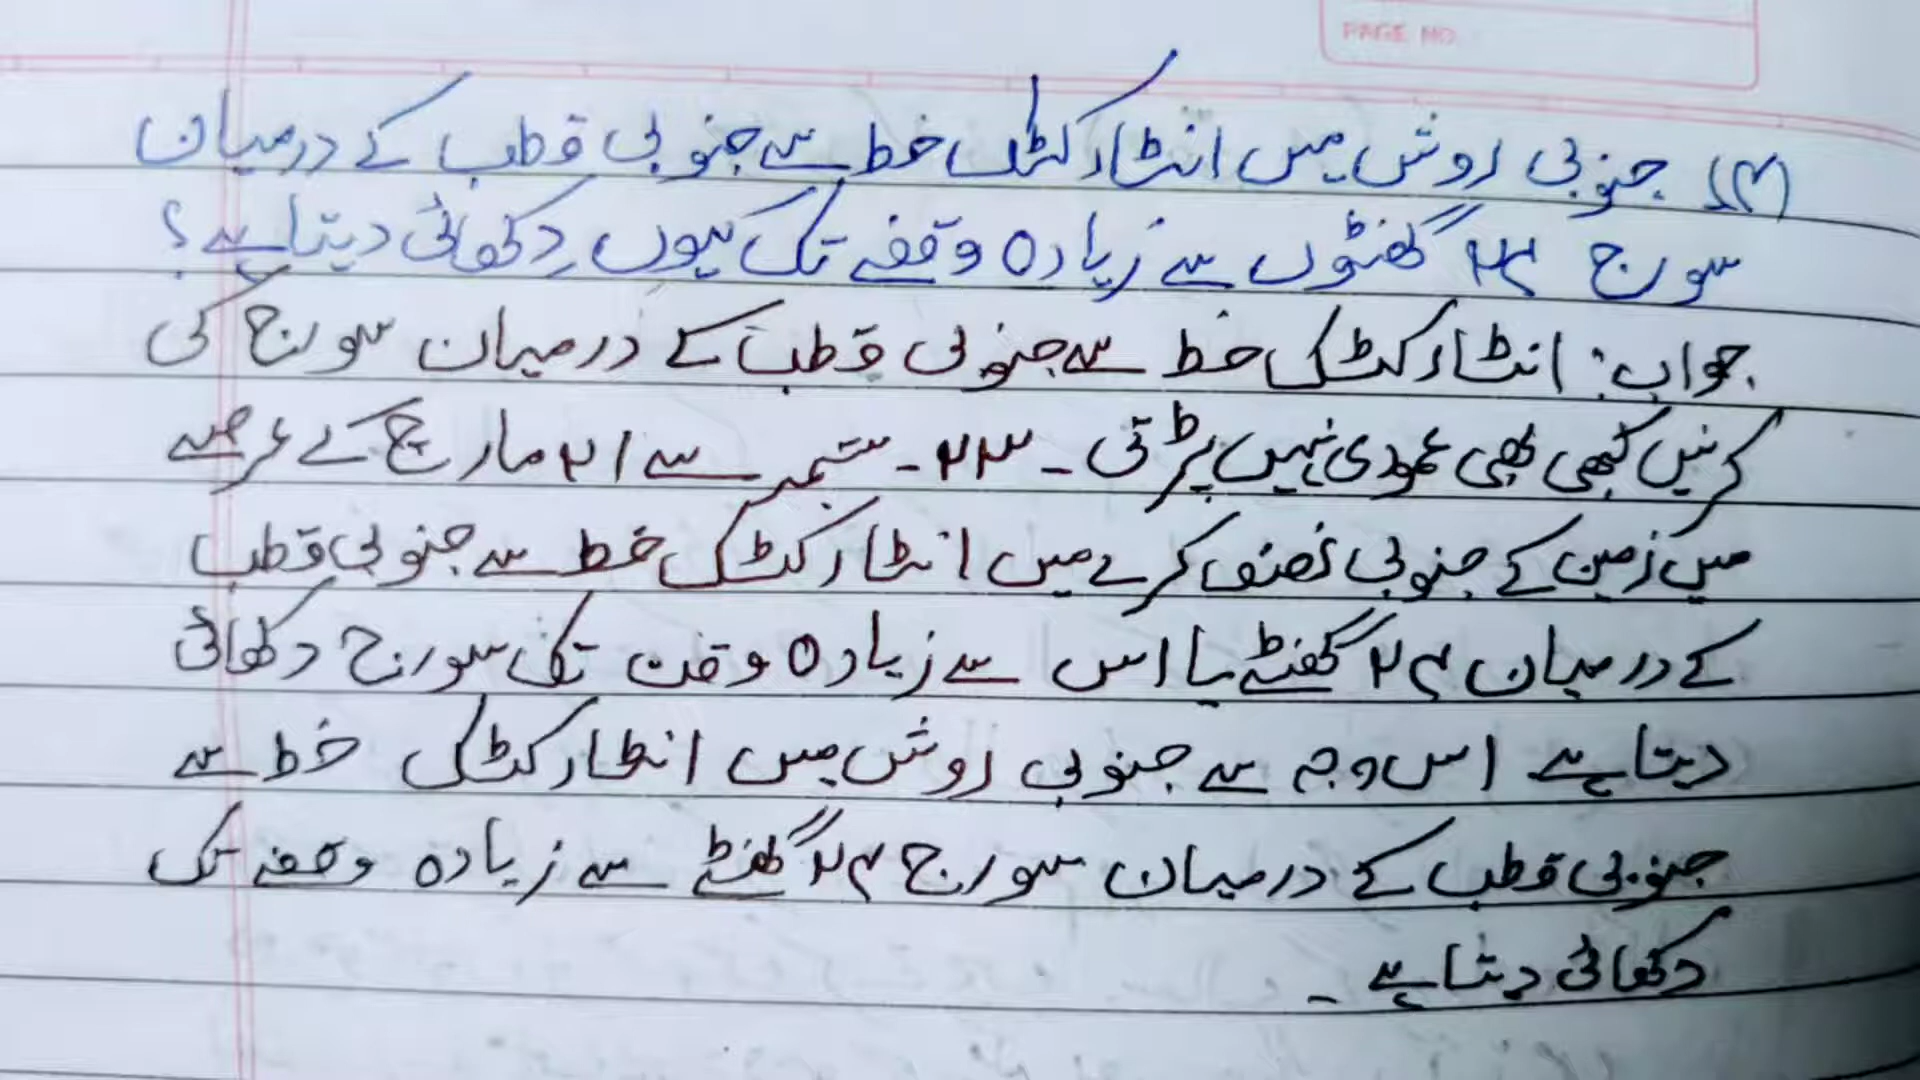 PAGE NO
(۴) جنوبی روش میں انٹارکٹک خط سے جنوبی قطب کے درمیان
سورج ۲۴ گھنٹوں سے زیادہ وقفے تک کیوں دِکھائی دیتا ہے؟
جواب: انٹارکٹک خط سے جنوبی قطب کے درمیان سورج کی
کرنیں کبھی بھی عمودی نہیں پڑتی۔ ۲۳۔ ستمبر سے ۲۱ مارچ کے عرصے
میں زمین کے جنوبی نصف کرے میں انٹارکٹک خط سے جنوبی قطب
کے درمیان ۲۴ گھنٹے یا اس سے زیادہ وقت تک سورج دکھائی
دیتا ہے اس وجہ سے جنوبی روش میں انٹارکٹک خط سے
جنوبی قطب کے درمیان سورج ۲۴ گھنٹے سے زیادہ وقفے تک
دکھائی دیتا ہے۔